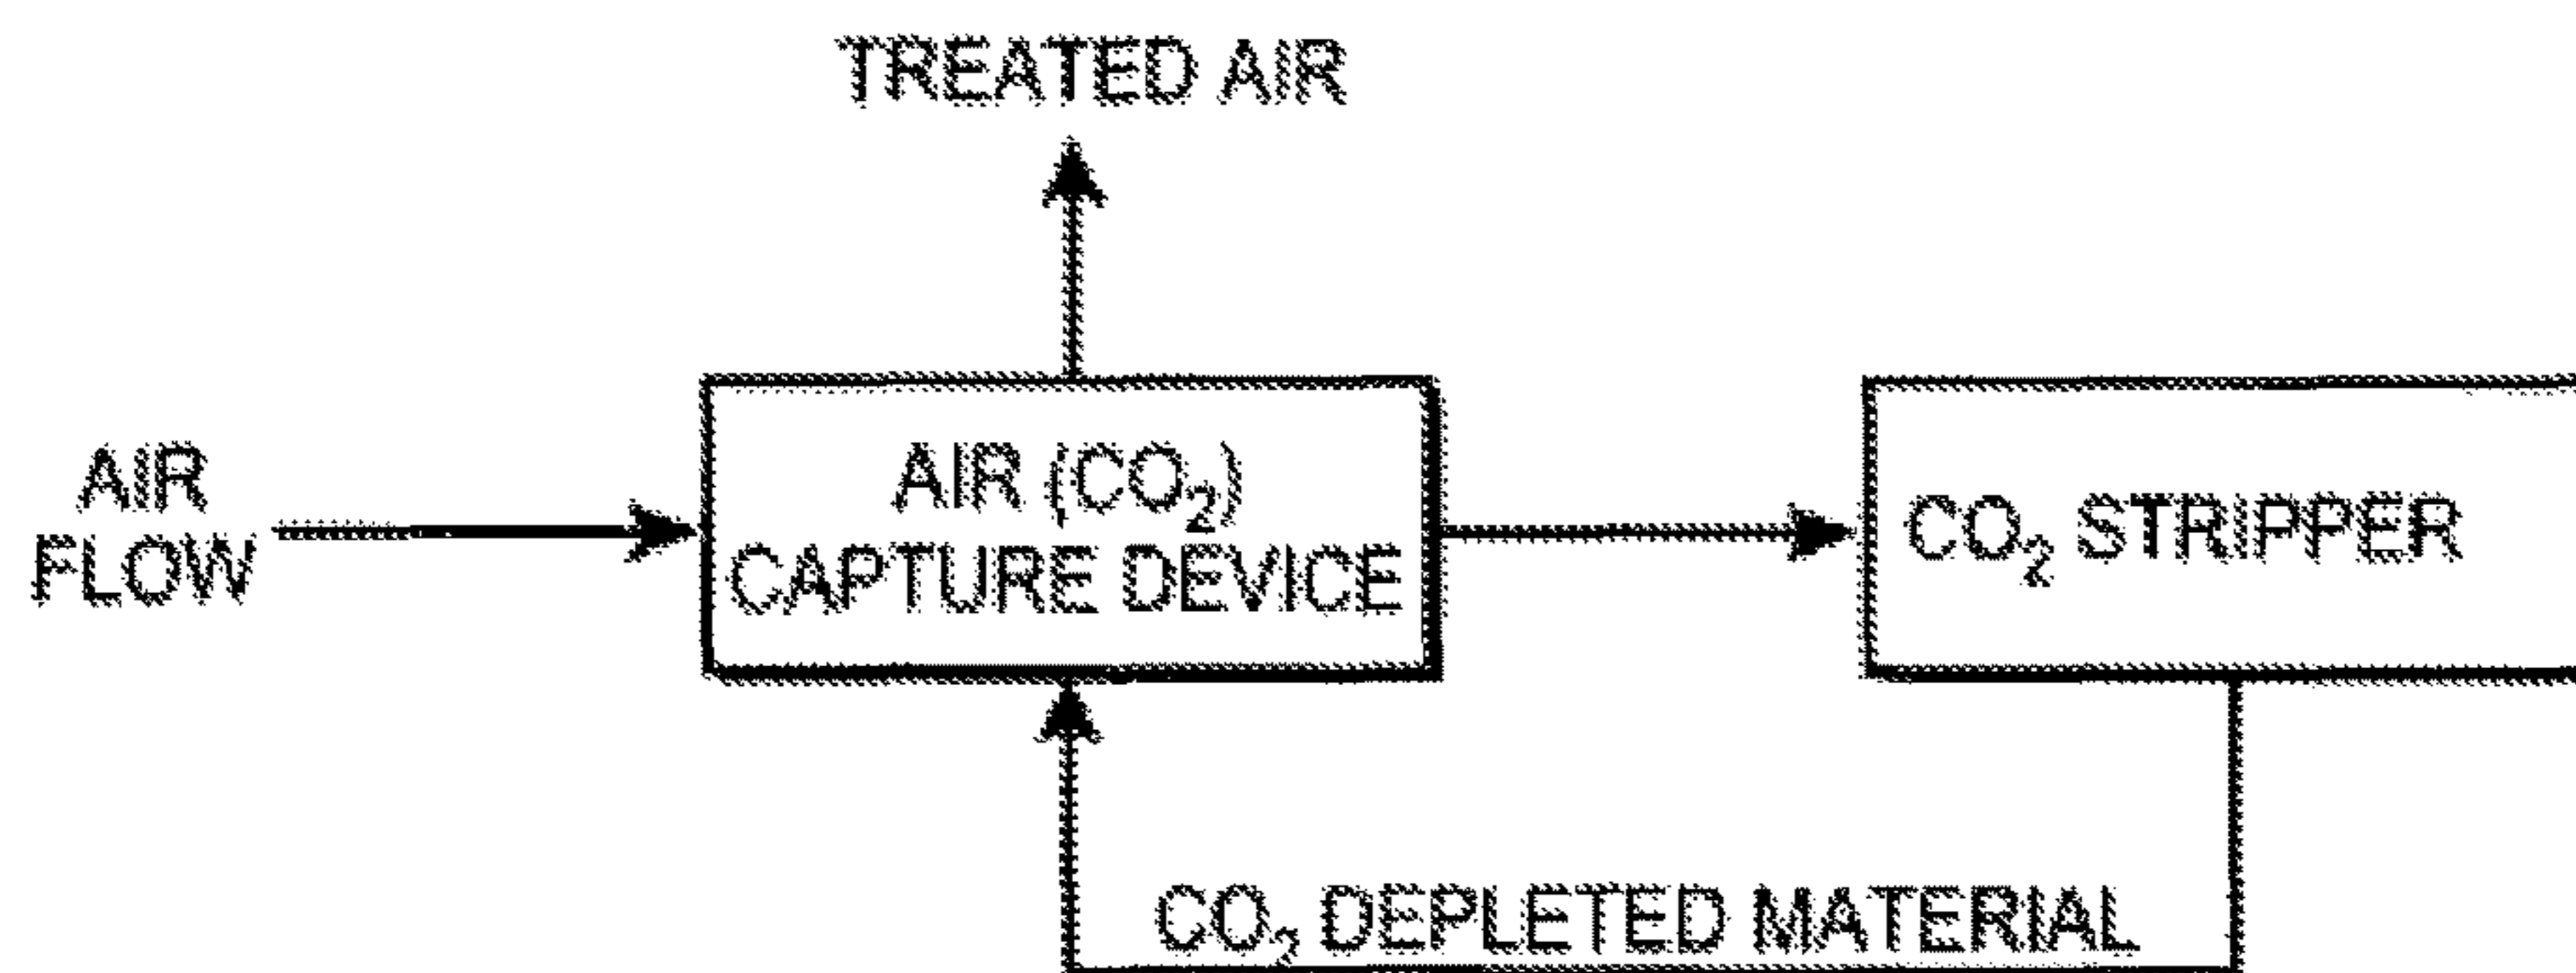 TREATED AIR
AIR
FLOW
AIR (CO₂)
CAPTURE DEVICE
CO₂ STRIPPER
CO₂ DEPLETED MATERIAL